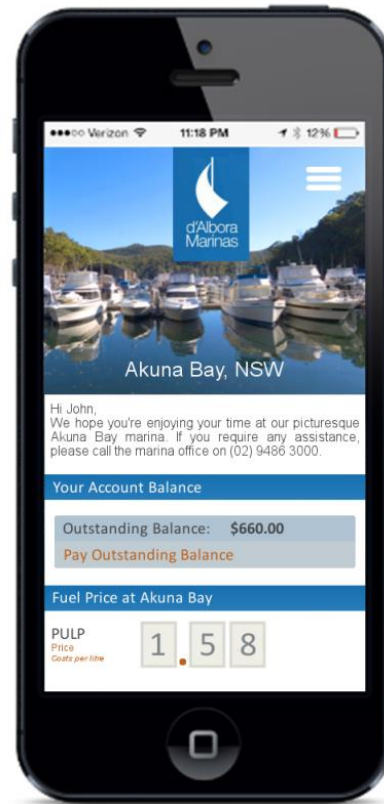 ●●●○○ Verizon 11:18 PM 12%
d'Albora
Marinas
Akuna Bay, NSW
Hi John,
We hope you're enjoying your time at our picturesque
Akuna Bay marina. If you require any assistance,
please call the marina office on (02) 9486 3000.
Your Account Balance
Outstanding Balance: $660.00
Pay Outstanding Balance
Fuel Price at Akuna Bay
PULP
Price
Costs per litre
1.58